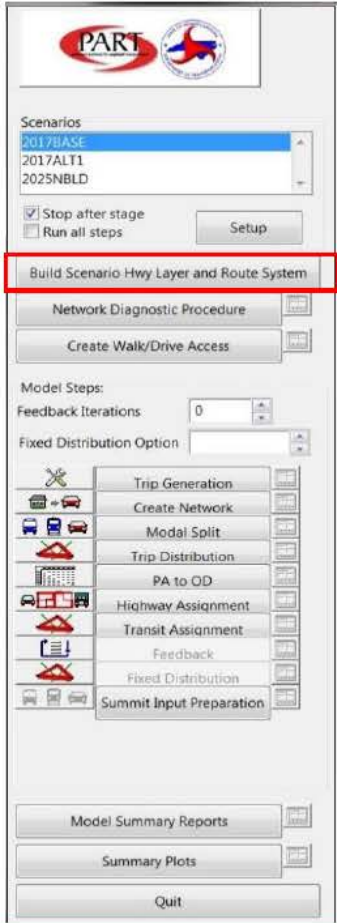 PART
Scenarios
2017BASE
2017ALT1
2025NBLD
Stop after stage
Run all steps
Setup
Build Scenario Hwy Layer and Route System
Network Diagnostic Procedure
Create Walk/Drive Access
Model Steps:
Feedback Iterations 0
Fixed Distribution Option
Trip Generation
Create Network
Modal Split
Trip Distribution
PA to OD
Highway Assignment
Transit Assignment
Feedback
Fixed Distribution
Summit Input Preparation
Model Summary Reports
Summary Plots
Quit